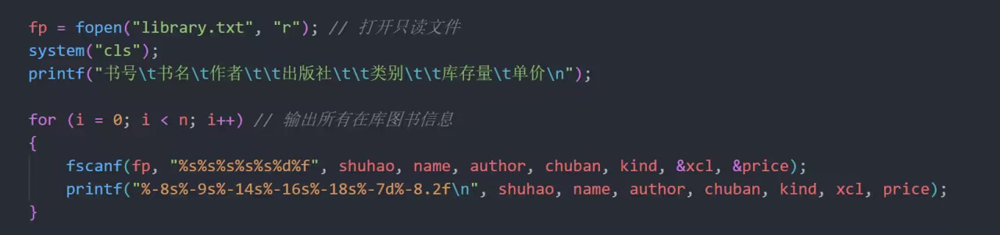 fp = fopen("library.txt", "r"); // 打开只读文件
system("cls");
printf("书号\t书名\t作者\t\t出版社\t\t类别\t\t库存量\t单价\n");
for (i = 0; i < n; i++) // 输出所有在库图书信息
{
fscanf(fp, "%s%s%s%s%s%d%f", shuhao, name, author, chuban, kind, &xcl, &price);
printf("%-8s%-9s%-14s%-16s%-18s%-7d%-8.2f\n", shuhao, name, author, chuban, kind, xcl, price);
}